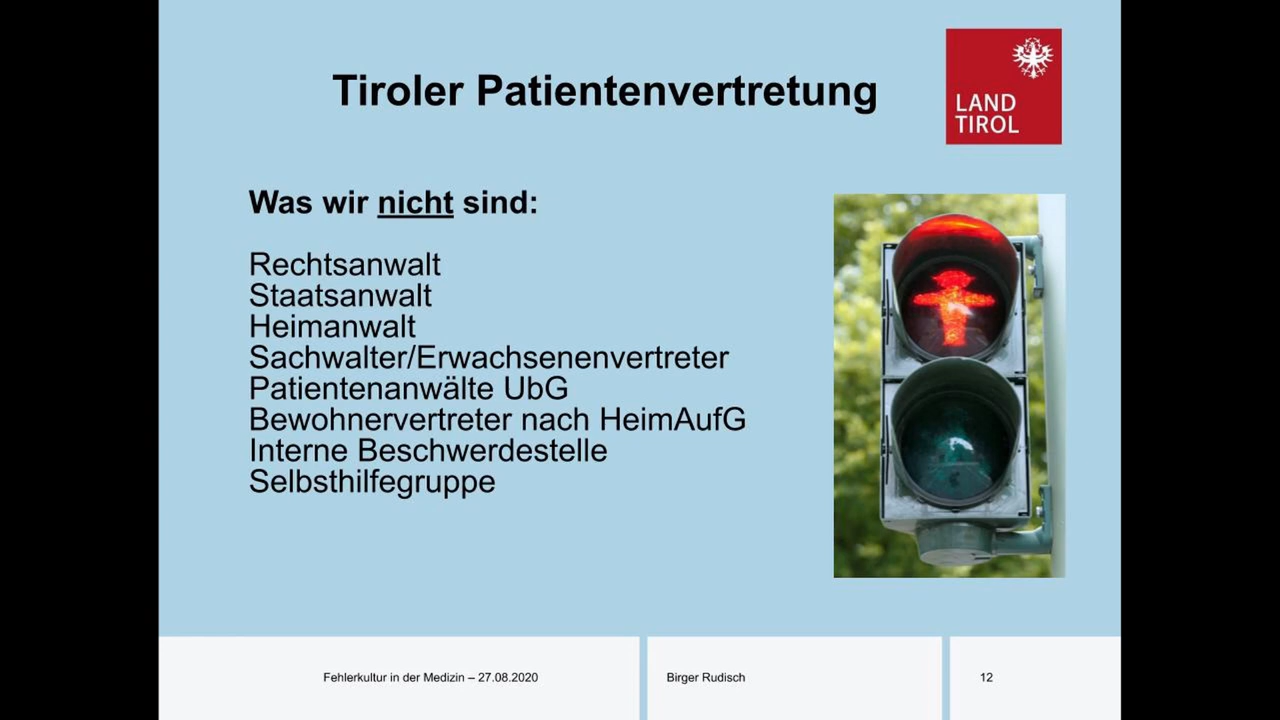 Tiroler Patientenvertretung
LAND
TIROL
Was wir nicht sind:
Rechtsanwalt
Staatsanwalt
Heimanwalt
Sachwalter/Erwachsenenvertreter
Patientenanwälte UbG
Bewohnervertreter nach HeimAufG
Interne Beschwerdestelle
Selbsthilfegruppe
Fehlerkultur in der Medizin – 27.08.2020
Birger Rudisch
12